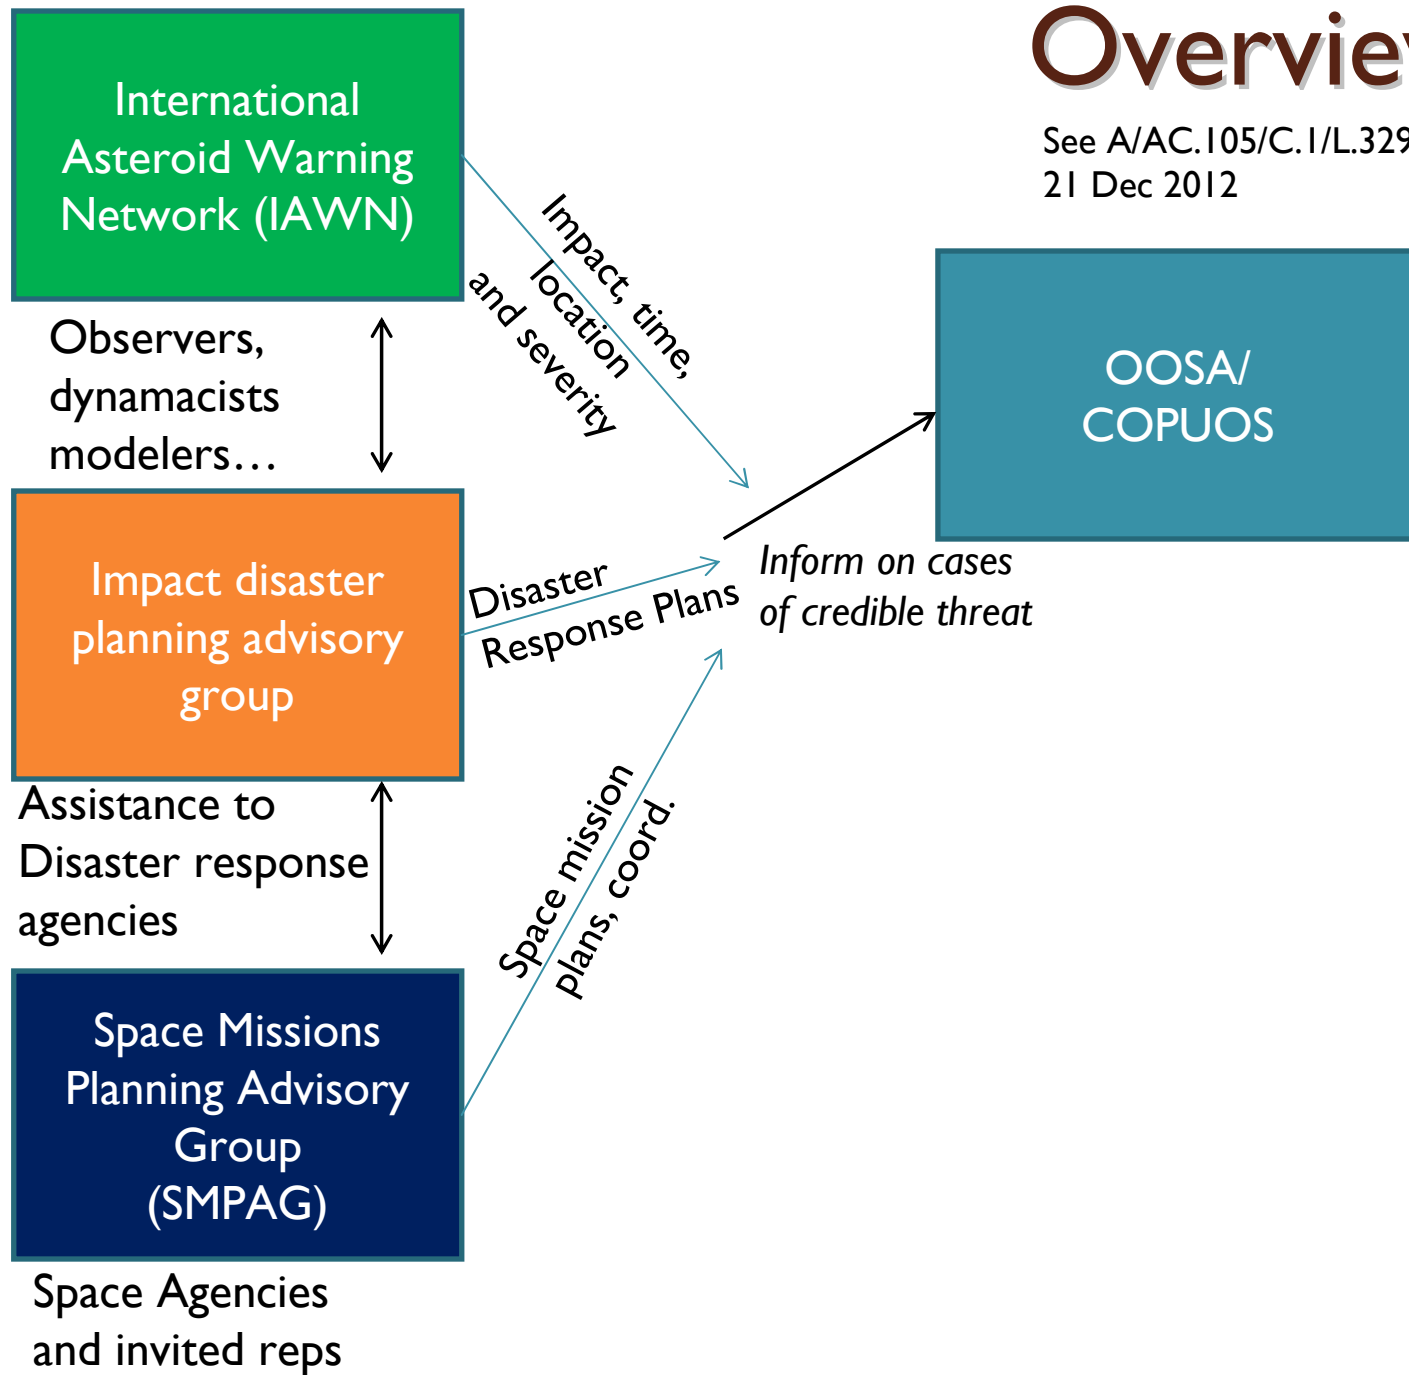 Overvie
See A/AC.105/C.1/L.329
21 Dec 2012
International
Asteroid Warning
Network (IAWN)
Observers,
dynamacists
modelers…
Impact, time,
location
and severity
OOSA/
COPUOS
Impact disaster
planning advisory
group
Disaster
Response Plans
Inform on cases
of credible threat
Assistance to
Disaster response
agencies
Space mission
plans, coord.
Space Missions
Planning Advisory
Group
(SMPAG)
Space Agencies
and invited reps